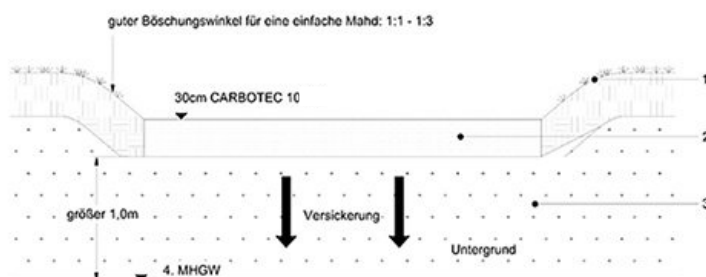 guter Böschungswinkel für eine einfache Mahd: 1:1 - 1:3
1
30cm CARBOTEC 10
2
3
größer 1,0m
Versickerung
Untergrund
4. MHGW